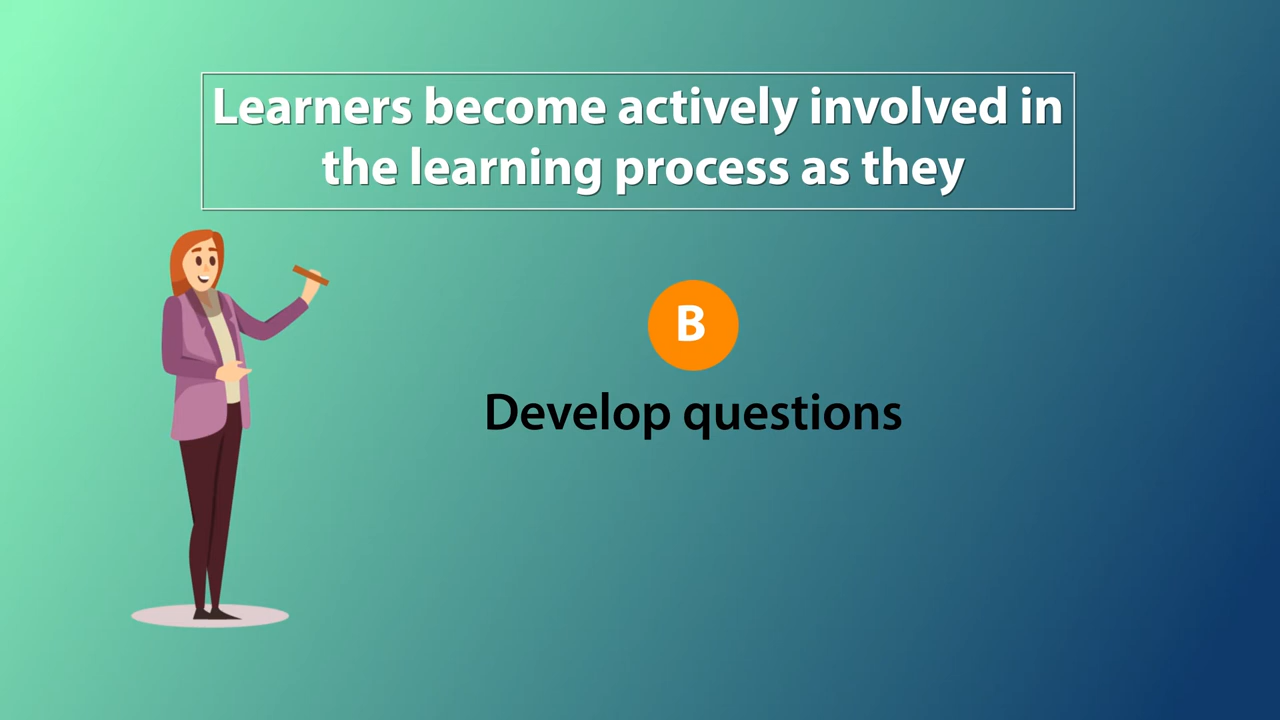 Learners become actively involved in
the learning process as they
B
Develop questions